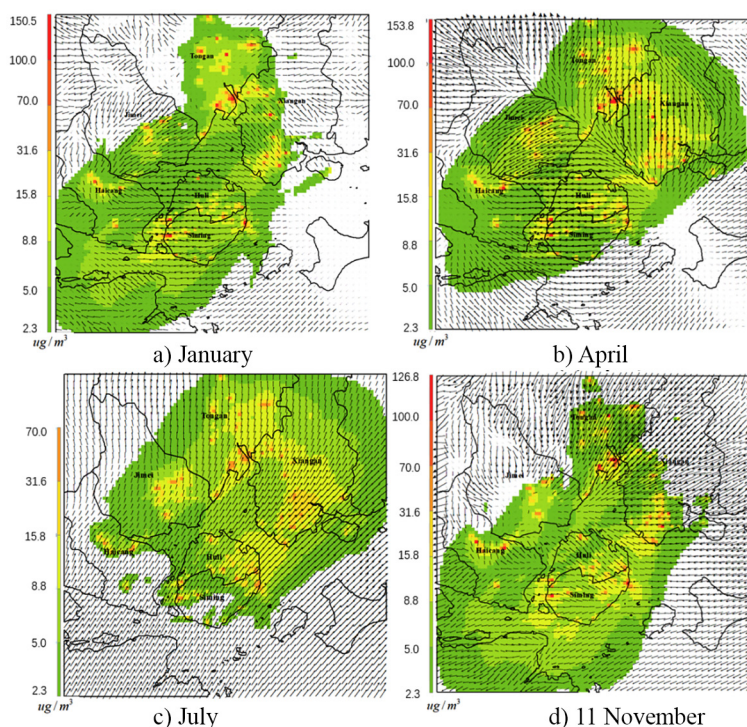 150.5
100.0
70.0
31.6
15.8
8.8
5.0
2.3
ug / m³
Tongan
Xiangan
Jimei
Haicang
Huli
Siming
a) January
153.8
100.0
70.0
31.6
15.8
8.8
5.0
2.3
ug / m³
Tongan
Xiangan
Jimei
Haicang
Huli
Siming
b) April
70.0
31.6
15.8
8.8
5.0
2.3
ug / m³
Tongan
Xiangan
Jimei
Haicang
Huli
Siming
c) July
126.8
100.0
70.0
31.6
15.8
8.8
5.0
2.3
ug / m³
Jimei
Haicang
Huli
Siming
d) 11 November